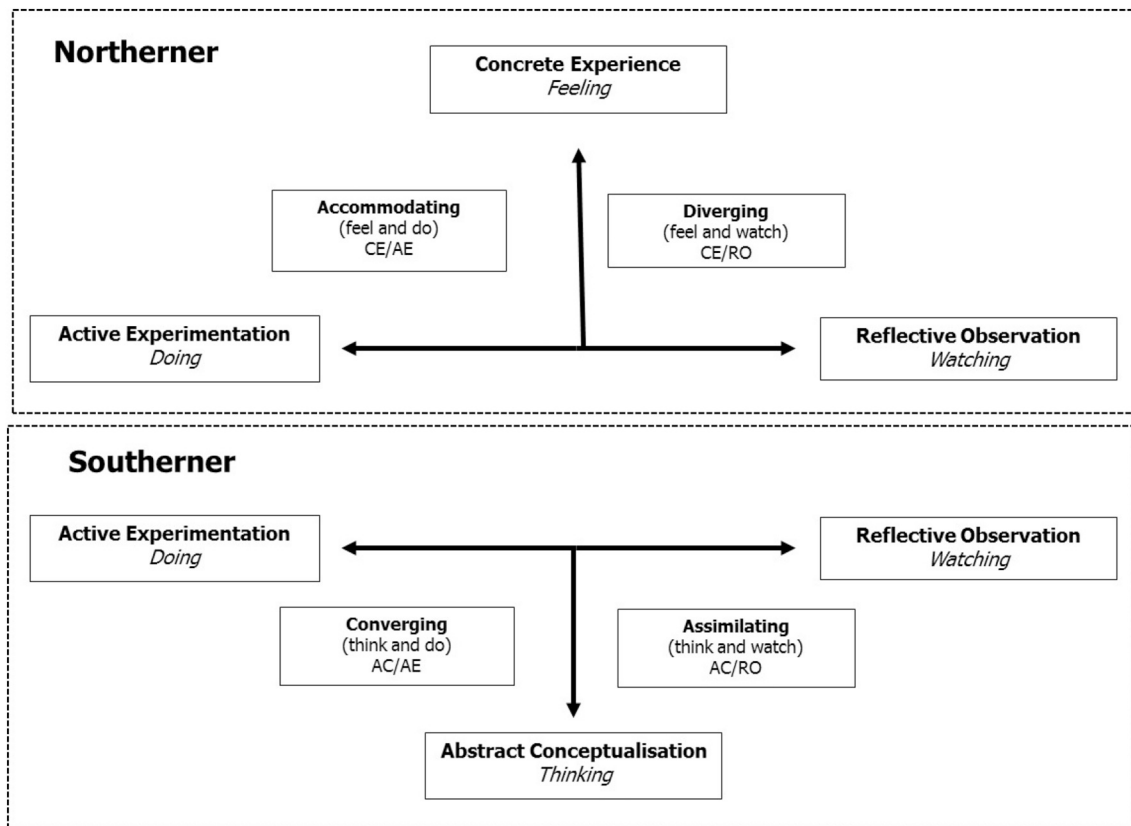 Northerner
Concrete Experience
Feeling
Accommodating
(feel and do)
CE/AE
Diverging
(feel and watch)
CE/RO
Active Experimentation
Doing
Reflective Observation
Watching
Southerner
Active Experimentation
Doing
Reflective Observation
Watching
Converging
(think and do)
AC/AE
Assimilating
(think and watch)
AC/RO
Abstract Conceptualisation
Thinking